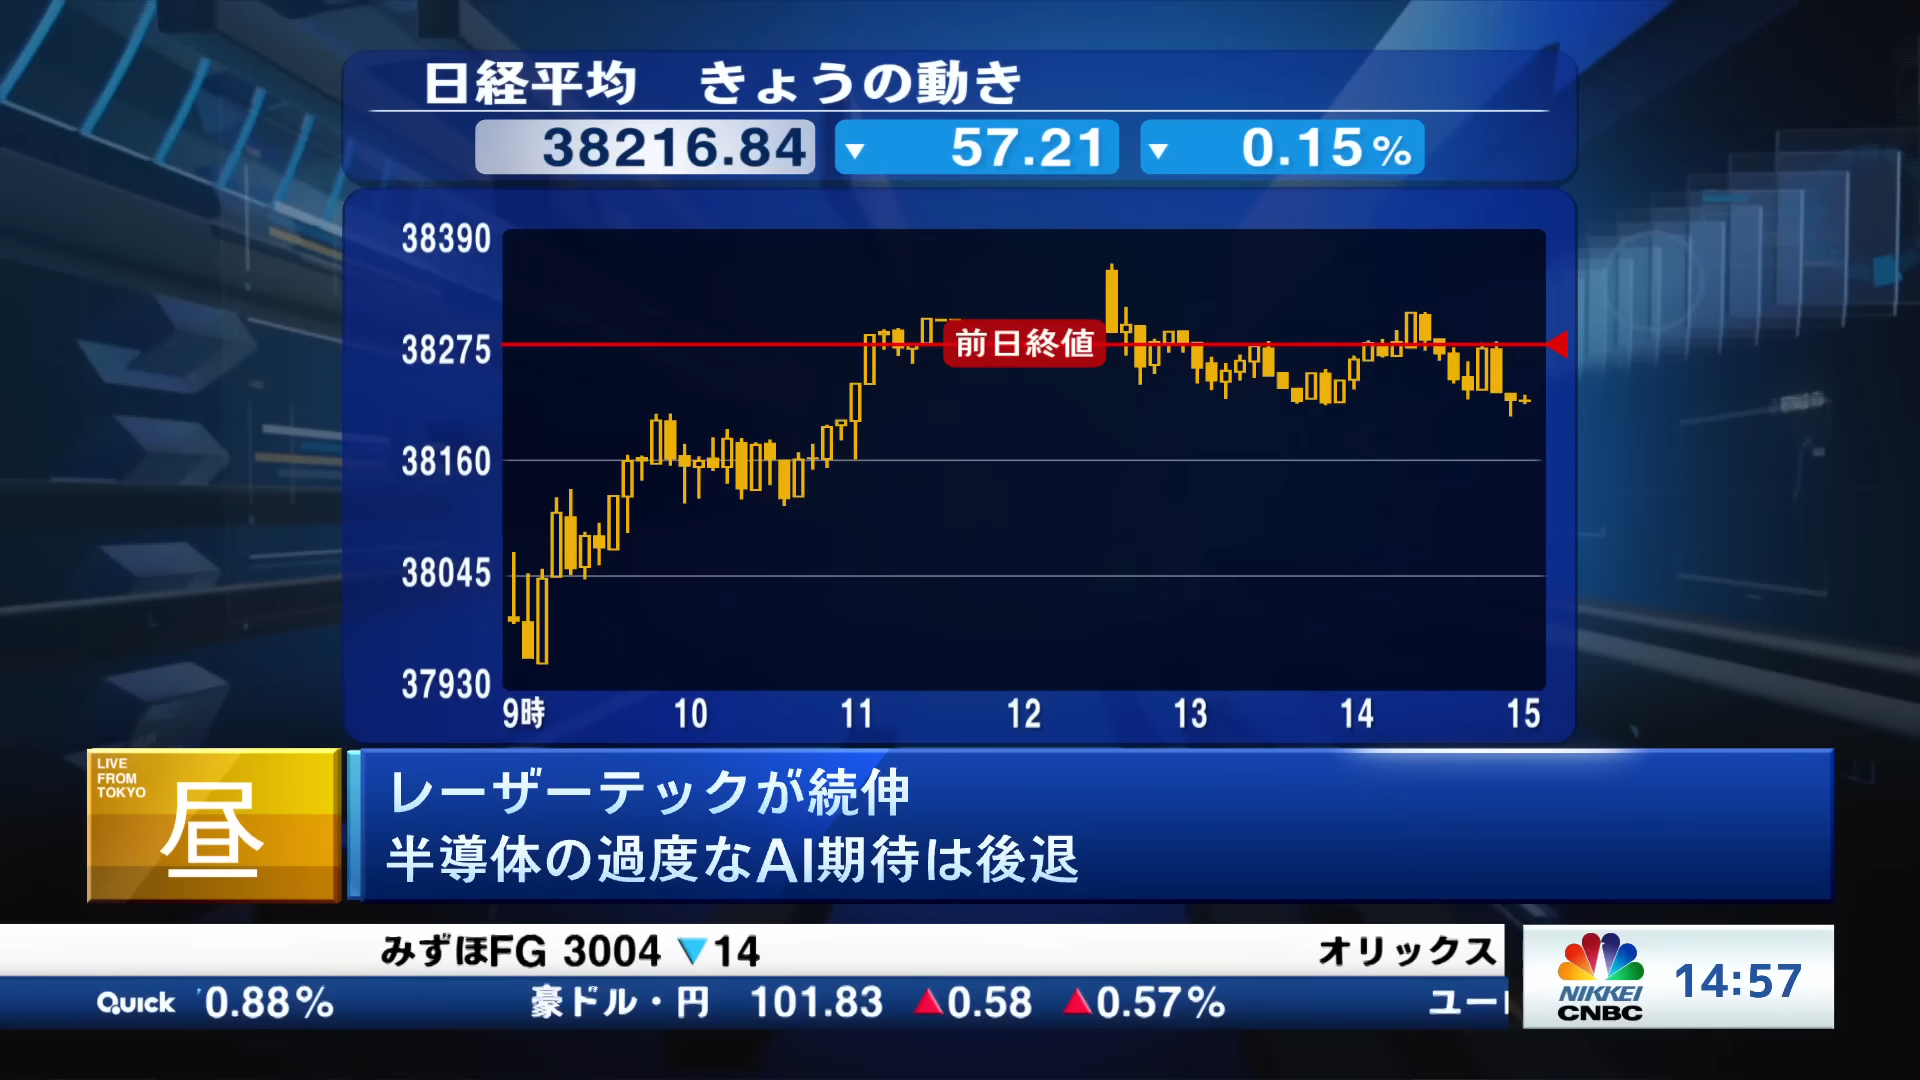 日経平均 きょうの動き
38216.84 ▼ 57.21 ▼ 0.15%
38390
38275
38160
38045
37930
前日終値
9時 10 11 12 13 14 15
LIVE
FROM
TOKYO
昼
レーザーテックが続伸
半導体の過度なAI期待は後退
みずほFG 3004 ▼14 オリックス
QUICK 0.88% 豪ドル・円 101.83 ▲0.58 ▲0.57% ユー
NIKKEI
CNBC
14:57